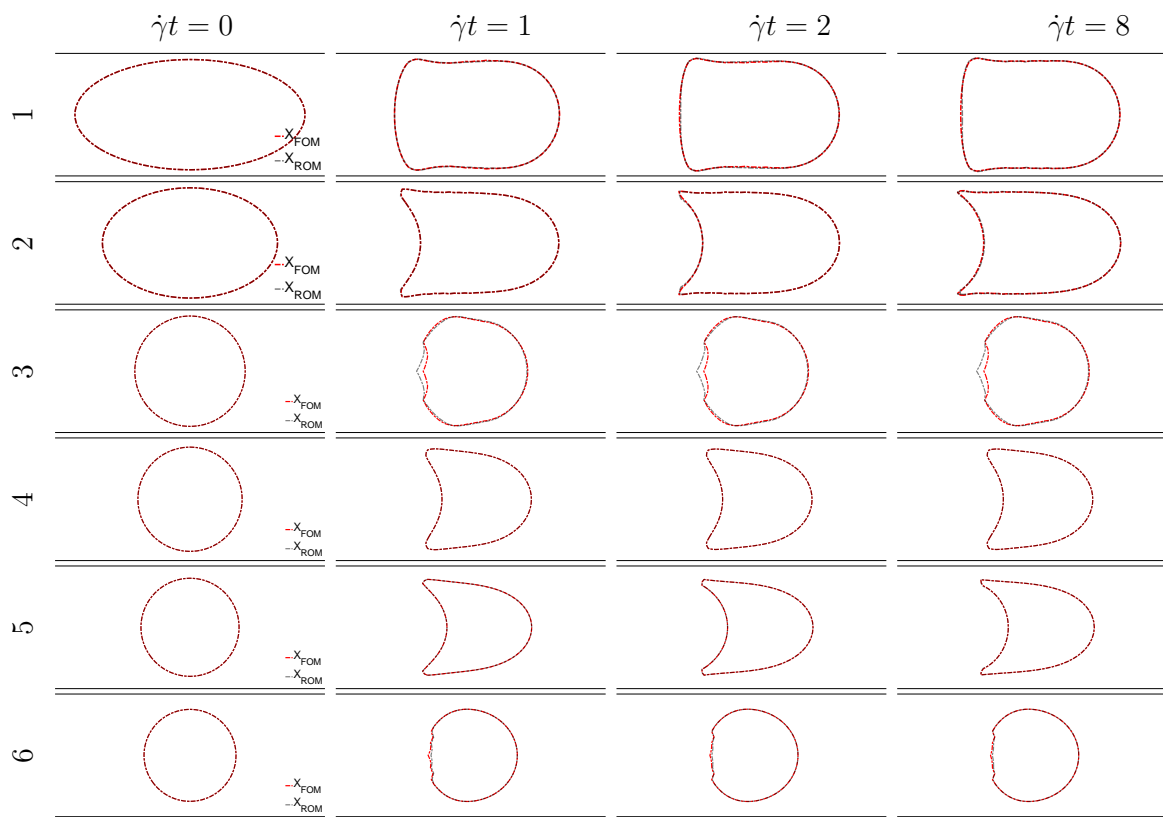 γ̇t = 0 γ̇t = 1 γ̇t = 2 γ̇t = 8
1
X_FOM
X_ROM
2
X_FOM
X_ROM
3
X_FOM
X_ROM
4
X_FOM
X_ROM
5
X_FOM
X_ROM
6
X_FOM
X_ROM